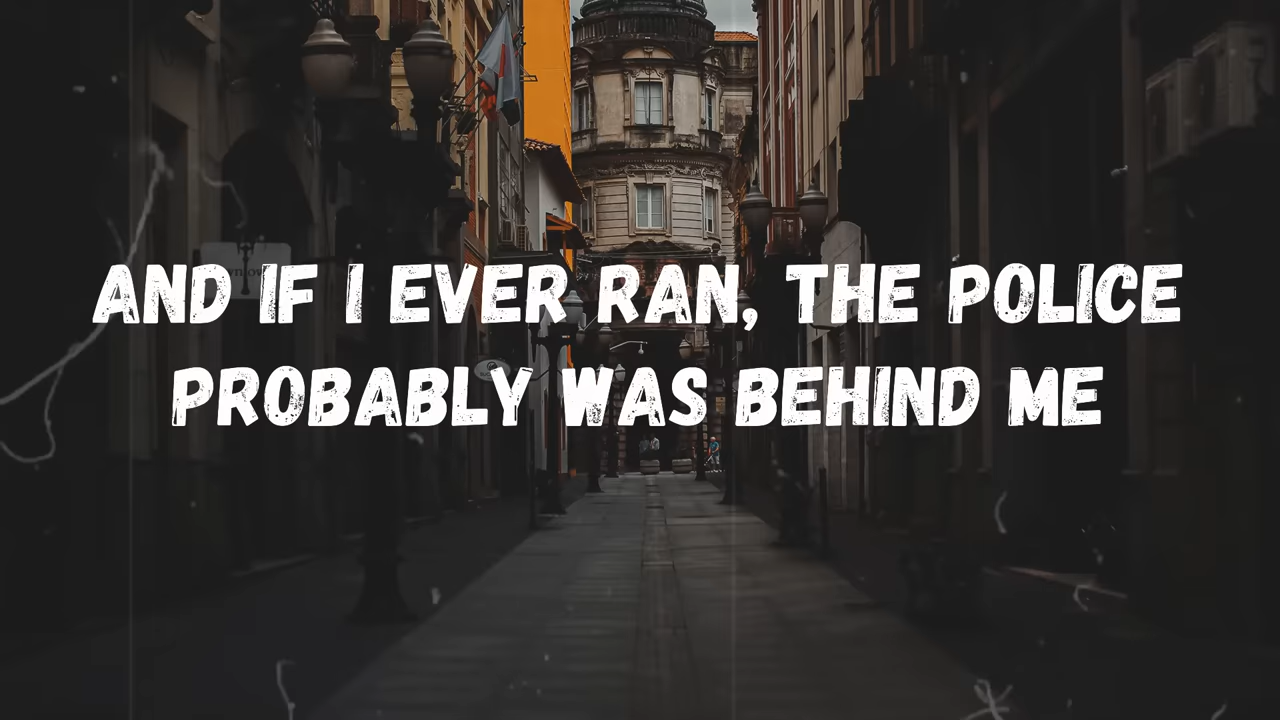 AND IF I EVER RAN, THE POLICE
PROBABLY WAS BEHIND ME